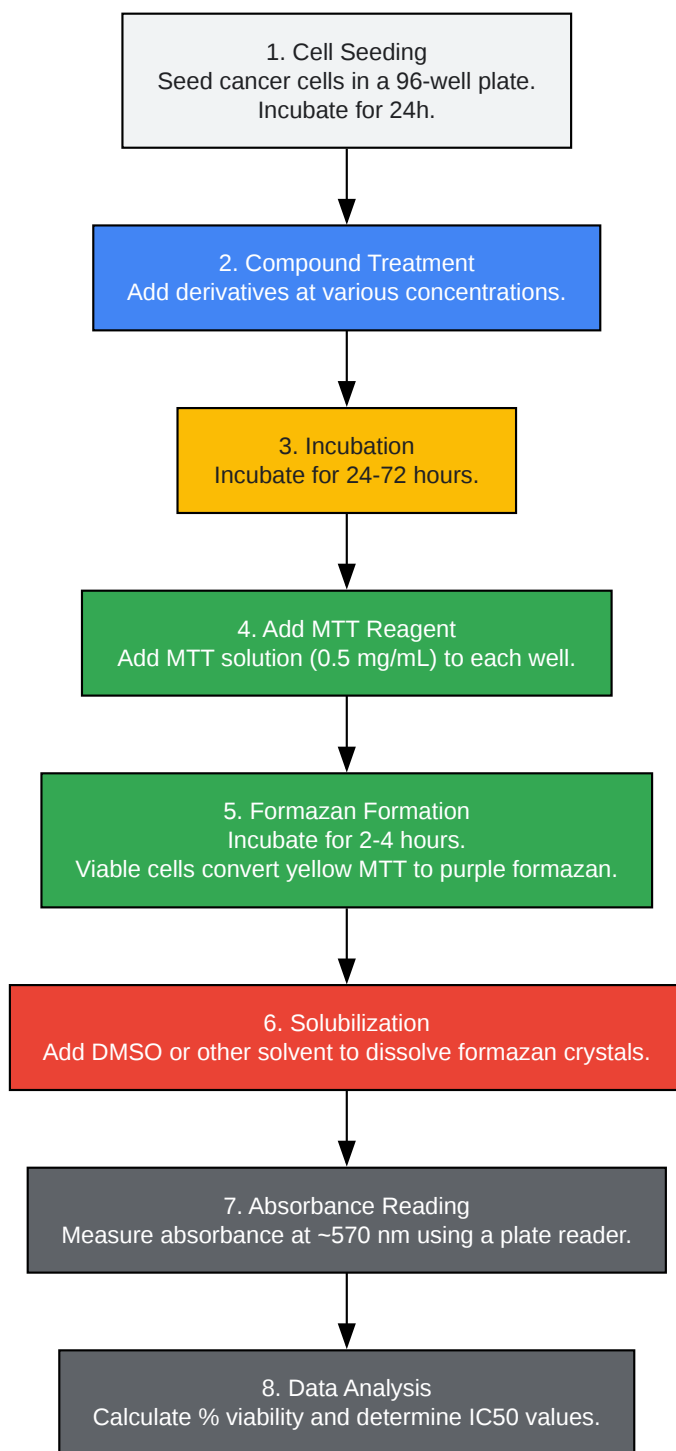 1. Cell Seeding
Seed cancer cells in a 96-well plate.
Incubate for 24h.
2. Compound Treatment
Add derivatives at various concentrations.
3. Incubation
Incubate for 24-72 hours.
4. Add MTT Reagent
Add MTT solution (0.5 mg/mL) to each well.
5. Formazan Formation
Incubate for 2-4 hours.
Viable cells convert yellow MTT to purple formazan.
6. Solubilization
Add DMSO or other solvent to dissolve formazan crystals.
7. Absorbance Reading
Measure absorbance at ~570 nm using a plate reader.
8. Data Analysis
Calculate % viability and determine IC50 values.